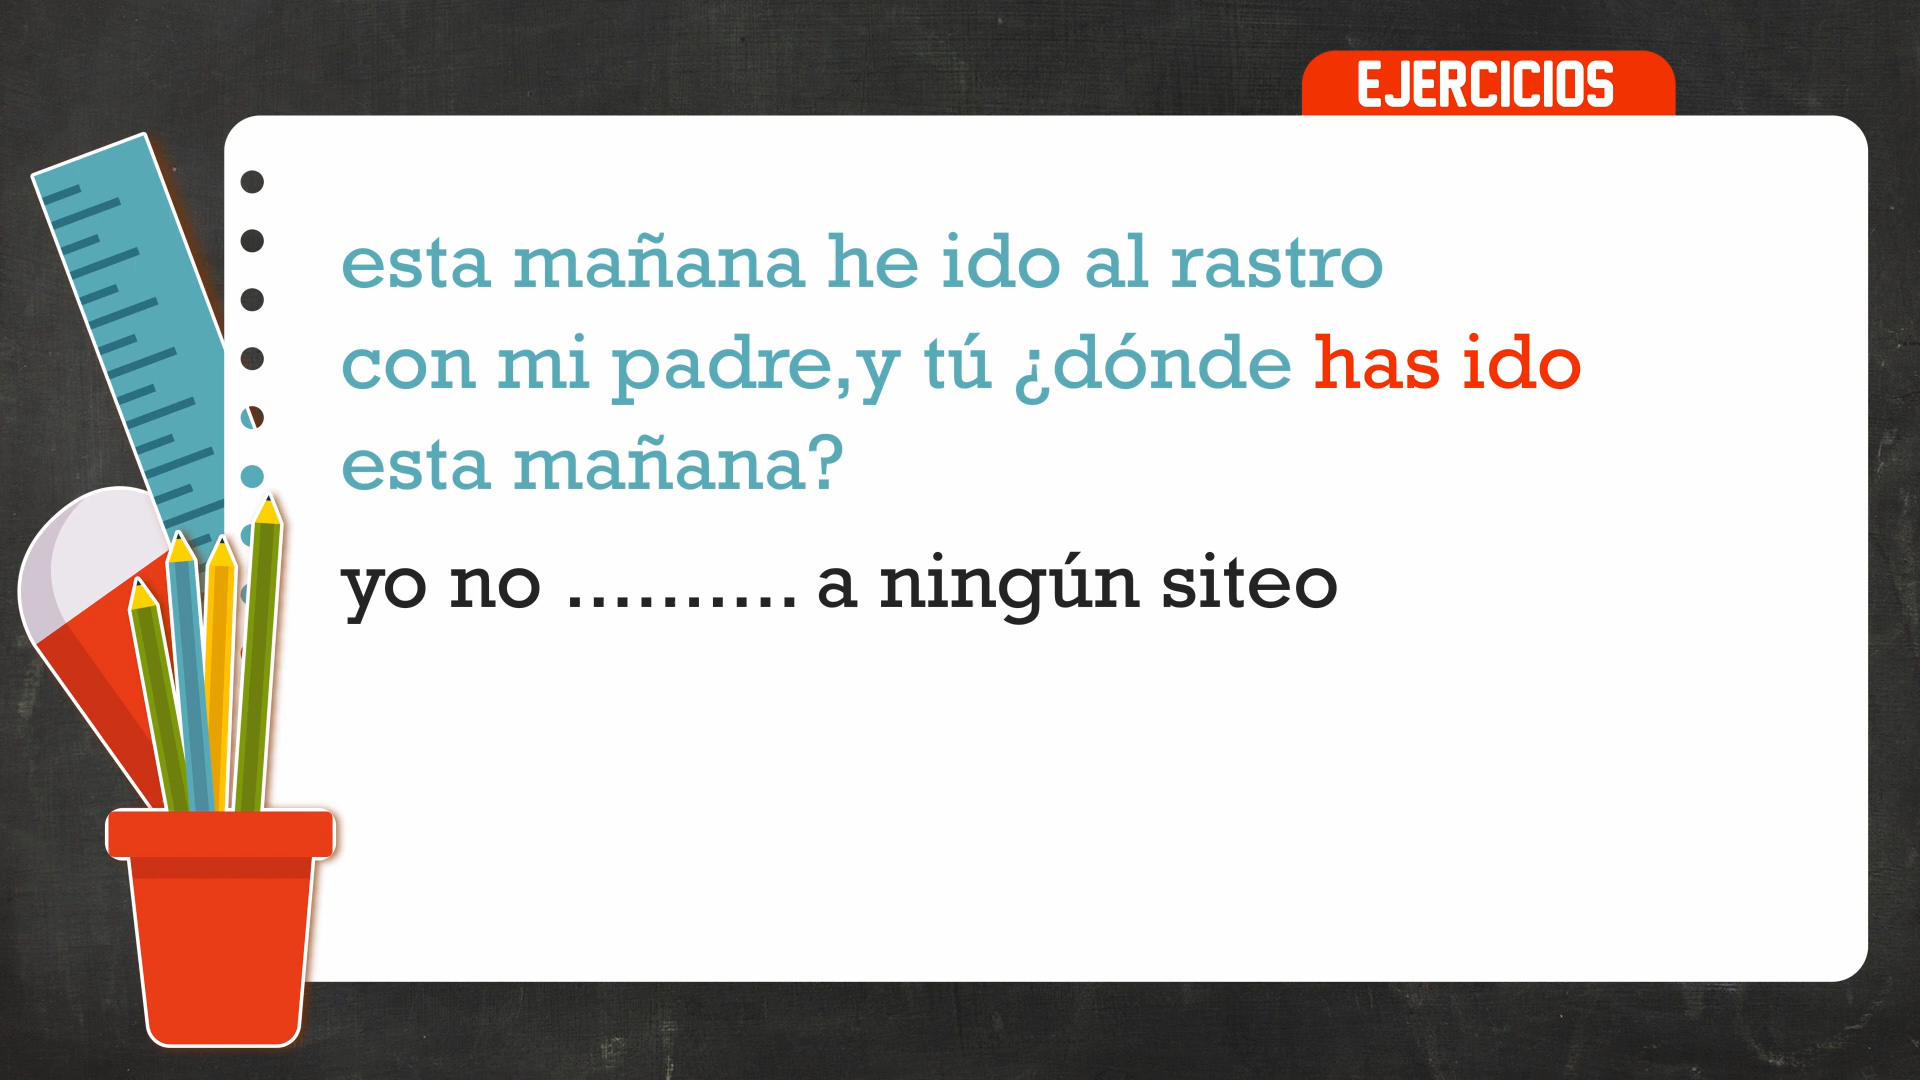 EJERCICIOS
esta mañana he ido al rastro
con mi padre,y tú ¿dónde has ido
esta mañana?
yo no .......... a ningún siteo